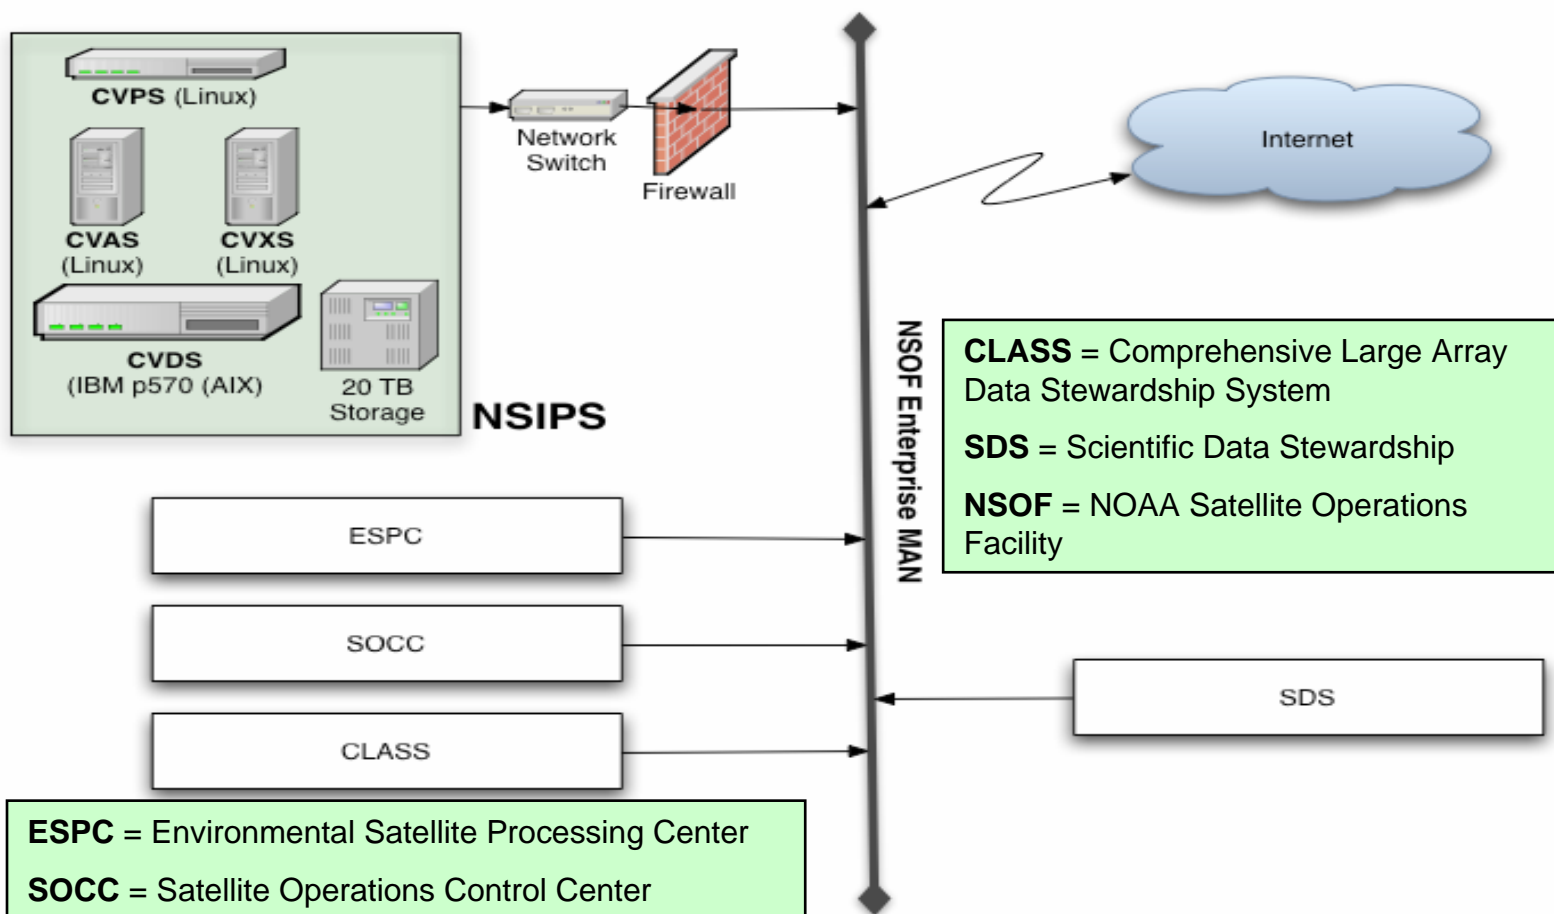 CVPS (Linux)
CVAS
(Linux)
CVXS
(Linux)
CVDS
(IBM p570 (AIX)
20 TB
Storage
NSIPS
Network
Switch
Firewall
Internet
NSOF Enterprise MAN
CLASS = Comprehensive Large Array
Data Stewardship System
SDS = Scientific Data Stewardship
NSOF = NOAA Satellite Operations
Facility
ESPC
SOCC
CLASS
SDS
ESPC = Environmental Satellite Processing Center
SOCC = Satellite Operations Control Center